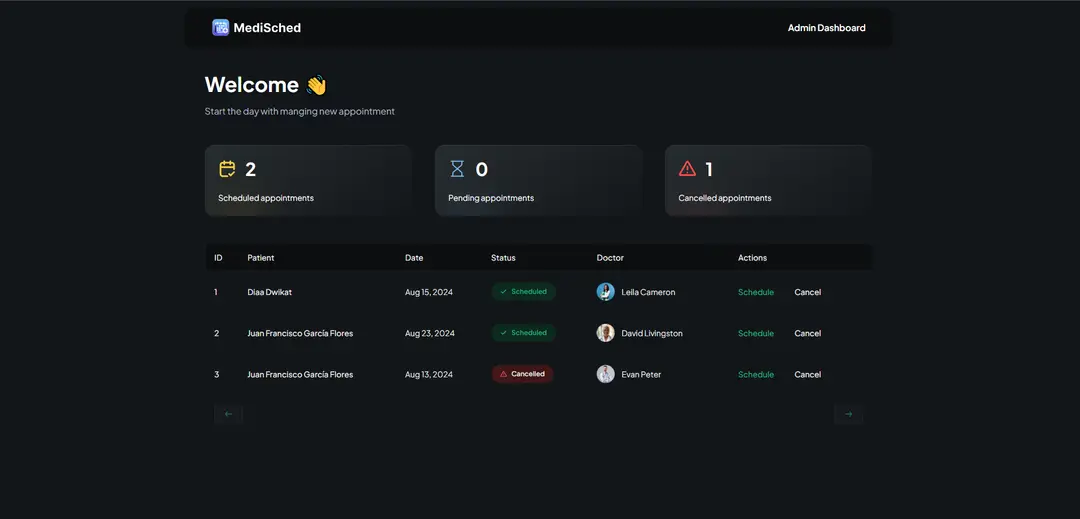 MediSched Admin Dashboard
Welcome 👋
Start the day with manging new appointment
2 0 1
Scheduled appointments Pending appointments Cancelled appointments
ID Patient Date Status Doctor Actions
1 Diaa Dwikat Aug 15, 2024 Scheduled Leila Cameron Schedule Cancel
2 Juan Francisco García Flores Aug 23, 2024 Scheduled David Livingston Schedule Cancel
3 Juan Francisco García Flores Aug 13, 2024 Cancelled Evan Peter Schedule Cancel